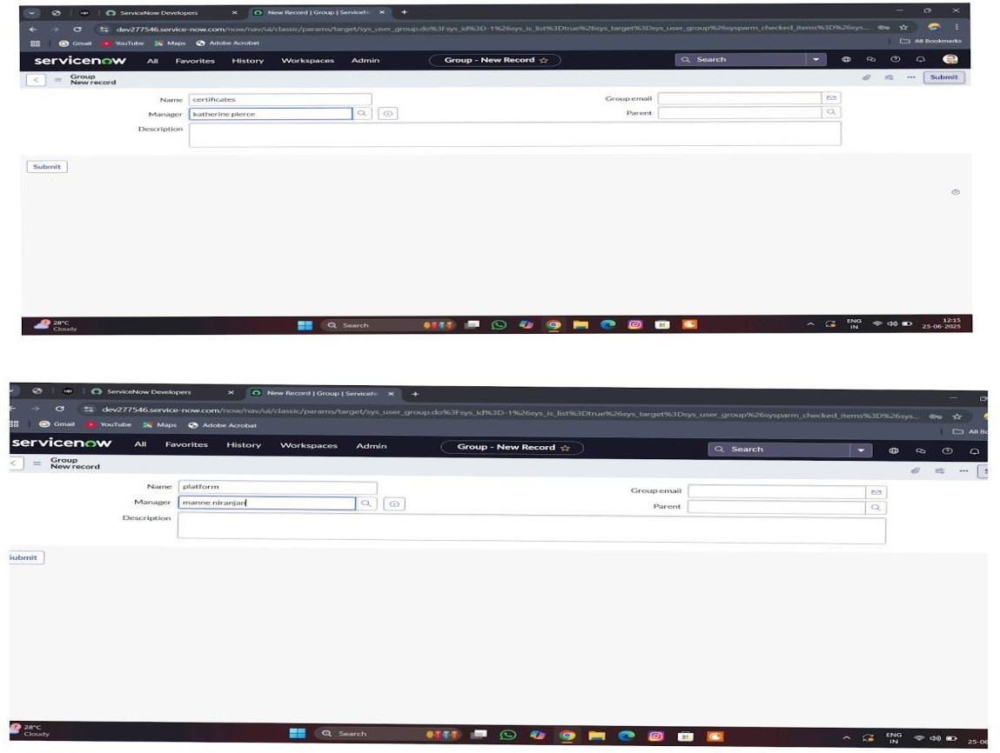 ServiceNow Developers
New Record | Group | ServiceN
dev277546.service-now.com/now/nav/ui/classic/params/target/sys_user_group.do%3Fsys_id%3D-1%26sys_is_list%3Dtrue%26sys_target%3Dsys_user_group%26sysparm_checked_items%3D%26sys...
Gmail YouTube Maps Adobe Acrobat All Bookmarks
servicenow All Favorites History Workspaces Admin Group - New Record Search
Group
New record
Submit
Name certificates Group email
Manager katherine pierce Parent
Description
Submit
28°C
Cloudy
Search
ENG
IN
12:15
25-06-2025
up ServiceNow Developers New Record | Group | ServiceN
dev277546.service-now.com/now/nav/ui/classic/params/target/sys_user_group.do%3Fsys_id%3D-1%26sys_is_list%3Dtrue%26sys_target%3Dsys_user_group%26sysparm_checked_items%3D%26sys...
Gmail YouTube Maps Adobe Acrobat All Bo
servicenow All Favorites History Workspaces Admin Group - New Record Search
Group
New record
Name platform Group email
Manager manne niranjan Parent
Description
Submit
28°C
Cloudy
Search
ENG
IN
25-06